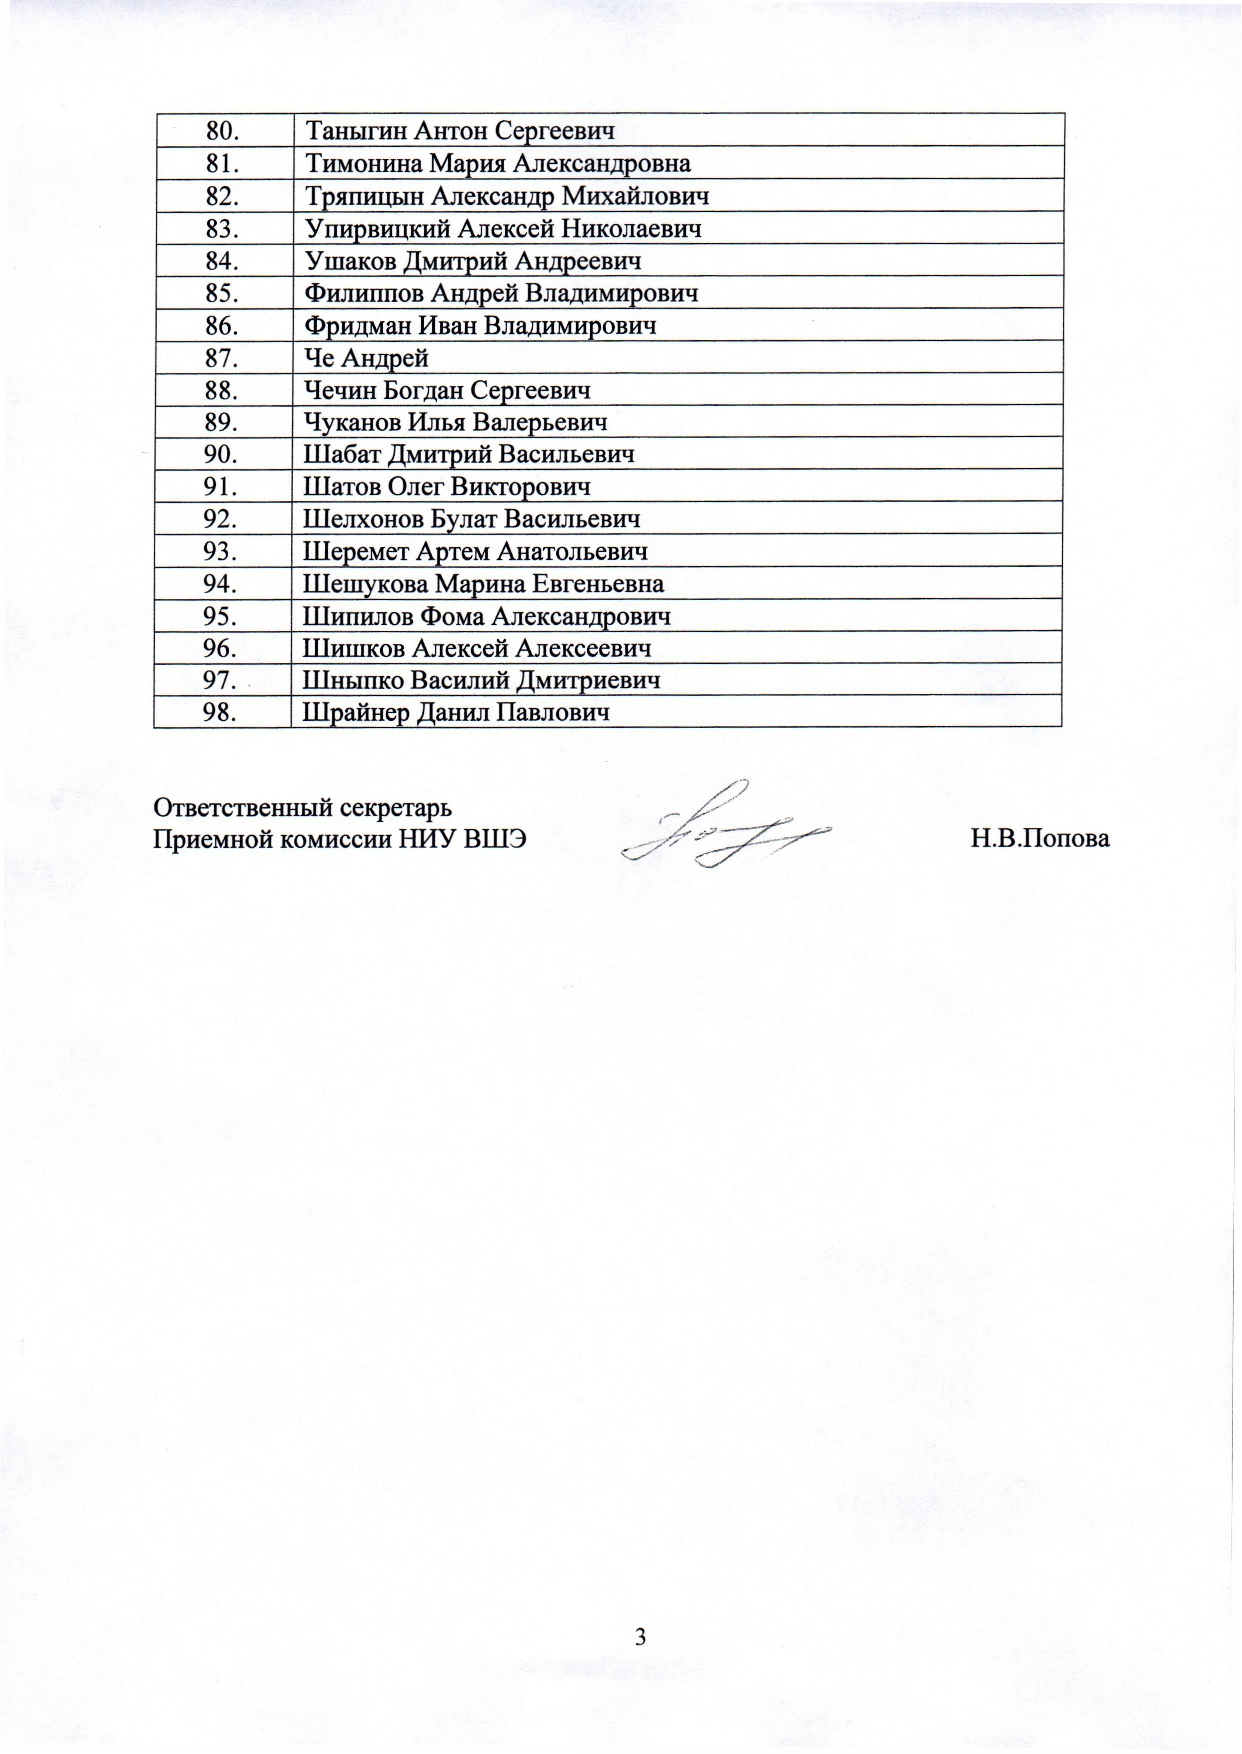 80. Таныгин Антон Сергеевич
81. Тимонина Мария Александровна
82. Тряпицын Александр Михайлович
83. Упирвицкий Алексей Николаевич
84. Ушаков Дмитрий Андреевич
85. Филиппов Андрей Владимирович
86. Фридман Иван Владимирович
87. Че Андрей
88. Чечин Богдан Сергеевич
89. Чуканов Илья Валерьевич
90. Шабат Дмитрий Васильевич
91. Шатов Олег Викторович
92. Шелхонов Булат Васильевич
93. Шеремет Артем Анатольевич
94. Шешукова Марина Евгеньевна
95. Шипилов Фома Александрович
96. Шишков Алексей Алексеевич
97. Шныпко Василий Дмитриевич
98. Шрайнер Данил Павлович
Ответственный секретарь
Приемной комиссии НИУ ВШЭ Н.В.Попова
3